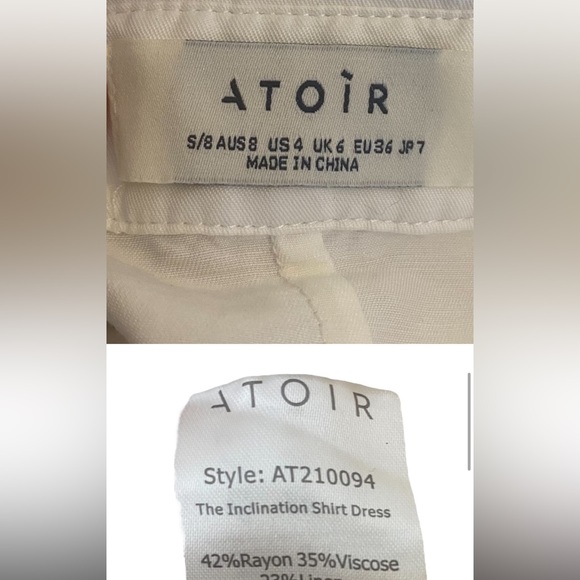 ATOÌR
S/8 AUS 8 US 4 UK 6 EU 36 JP 7
MADE IN CHINA
ATOIR
Style: AT210094
The Inclination Shirt Dress
42%Rayon 35%Viscose